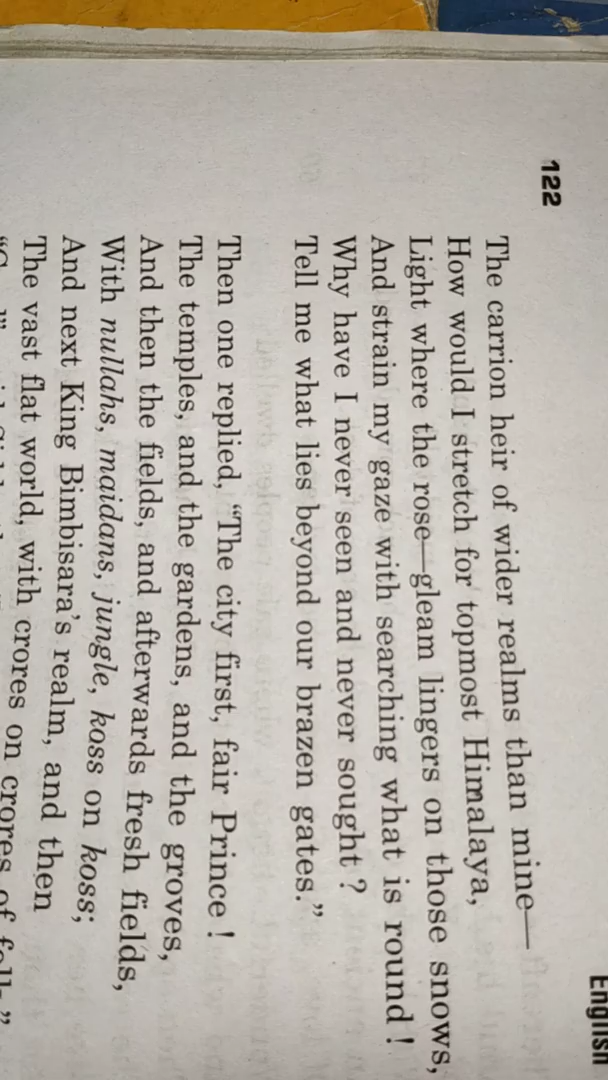 122
English
The carrion heir of wider realms than mine—
How would I stretch for topmost Himalaya,
Light where the rose—gleam lingers on those snows,
And strain my gaze with searching what is round !
Why have I never seen and never sought ?
Tell me what lies beyond our brazen gates.”
Then one replied, “The city first, fair Prince !
The temples, and the gardens, and the groves,
And then the fields, and afterwards fresh fields,
With nullahs, maidans, jungle, koss on koss;
And next King Bimbisara’s realm, and then
The vast flat world, with crores on crores of folk.”